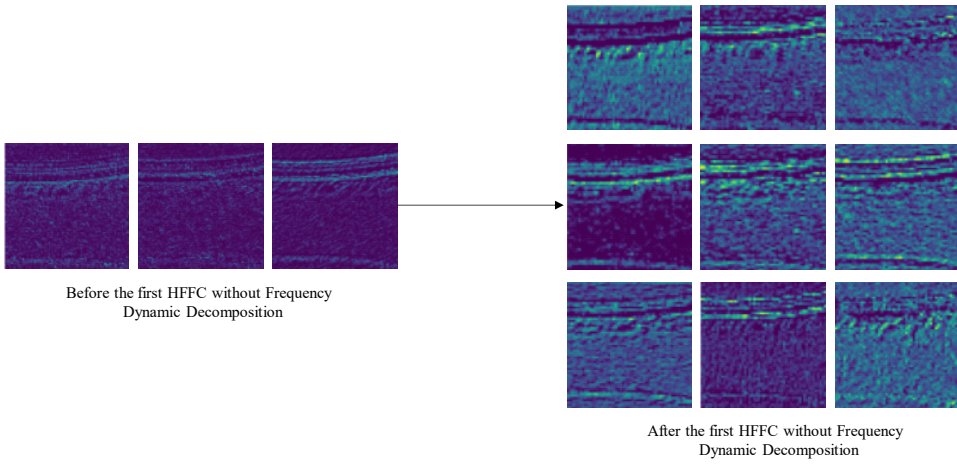 Before the first HFFC without Frequency
Dynamic Decomposition
After the first HFFC without Frequency
Dynamic Decomposition